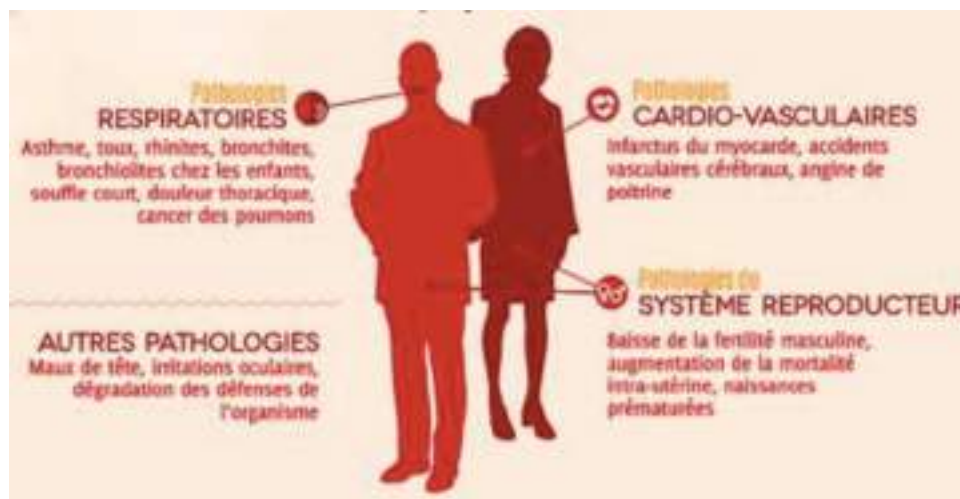 Pathologies
RESPIRATOIRES
Asthme, toux, rhinites, bronchites,
bronchiolites chez les enfants,
souffle court, douleur thoracique,
cancer des poumons
AUTRES PATHOLOGIES
Maux de tête, irritations oculaires,
dégradation des défenses de
l'organisme
Pathologies
CARDIO-VASCULAIRES
Infarctus du myocarde, accidents
vasculaires cérébraux, angine de
poitrine
Pathologies du
SYSTÈME REPRODUCTEUR
Baisse de la fertilité masculine,
augmentation de la mortalité
intra-utérine, naissances
prématurées